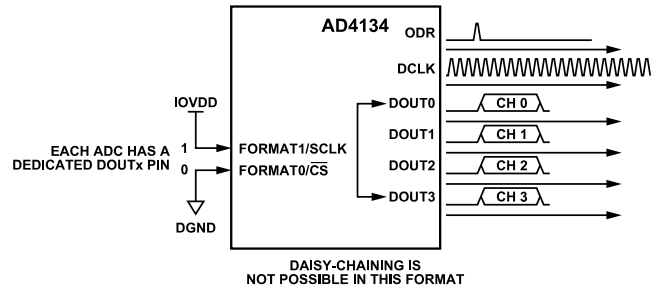 AD4134
ODR
DCLK
IOVDD
DOUT0
CH 0
EACH ADC HAS A
DEDICATED DOUTx PIN
1
FORMAT1/SCLK
DOUT1
CH 1
0
FORMAT0/CS
DOUT2
CH 2
DOUT3
CH 3
DGND
DAISY-CHAINING IS
NOT POSSIBLE IN THIS FORMAT